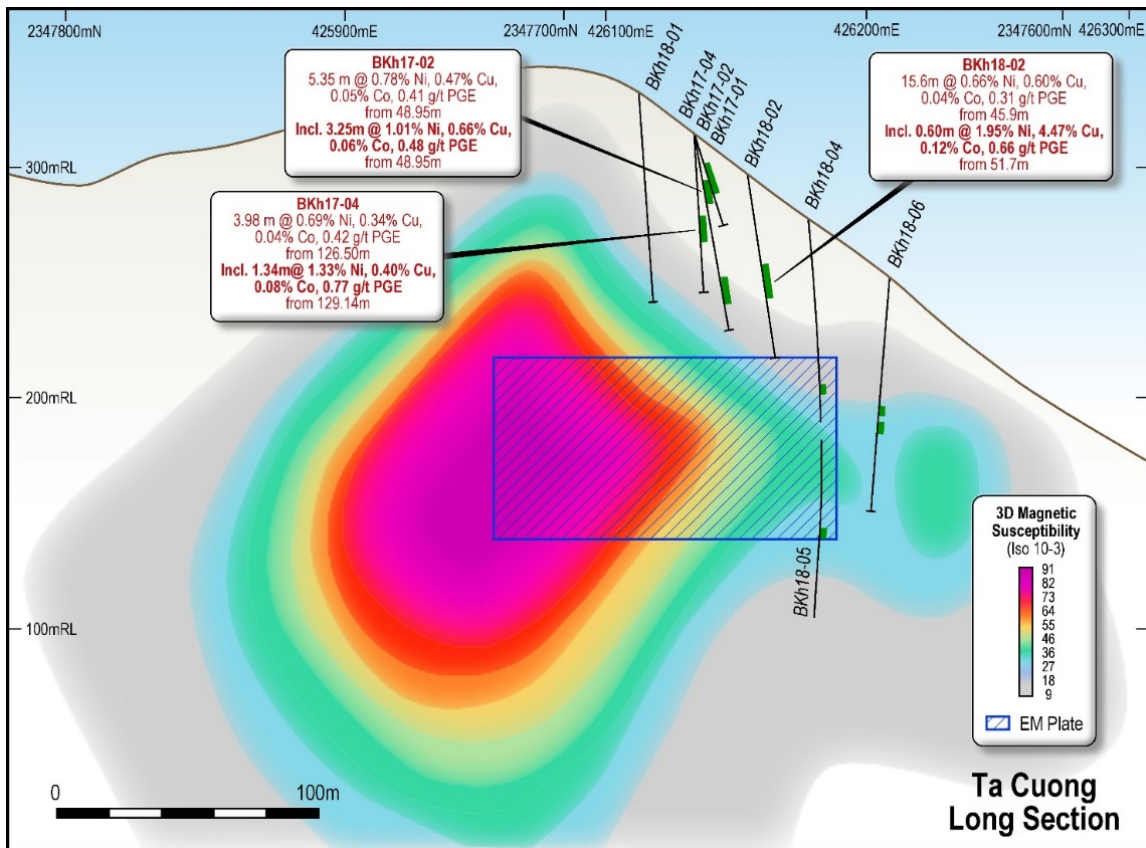 2347800mN
425900mE
2347700mN
426100mE
426200mE
2347600mN
426300mE
BKh17-02
5.35 m @ 0.78% Ni, 0.47% Cu,
0.05% Co, 0.41 g/t PGE
from 48.95m
Incl. 3.25m @ 1.01% Ni, 0.66% Cu,
0.06% Co, 0.48 g/t PGE
from 48.95m
BKh18-01
BKh17-04
BKh17-02
BKh17-01
BKh18-02
BKh18-04
BKh18-06
BKh18-02
15.6m @ 0.66% Ni, 0.60% Cu,
0.04% Co, 0.31 g/t PGE
from 45.9m
Incl. 0.60m @ 1.95% Ni, 4.47% Cu,
0.12% Co, 0.66 g/t PGE
from 51.7m
300mRL
300mRL
BKh17-04
3.98 m @ 0.69% Ni, 0.34% Cu,
0.04% Co, 0.42 g/t PGE
from 126.50m
Incl. 1.34m@ 1.33% Ni, 0.40% Cu,
0.08% Co, 0.77 g/t PGE
from 129.14m
200mRL
200mRL
100mRL
100mRL
BKh18-05
3D Magnetic
Susceptibility
(Iso 10-3)
91
82
73
64
55
46
36
27
18
9
EM Plate
0
100m
Ta Cuong
Long Section